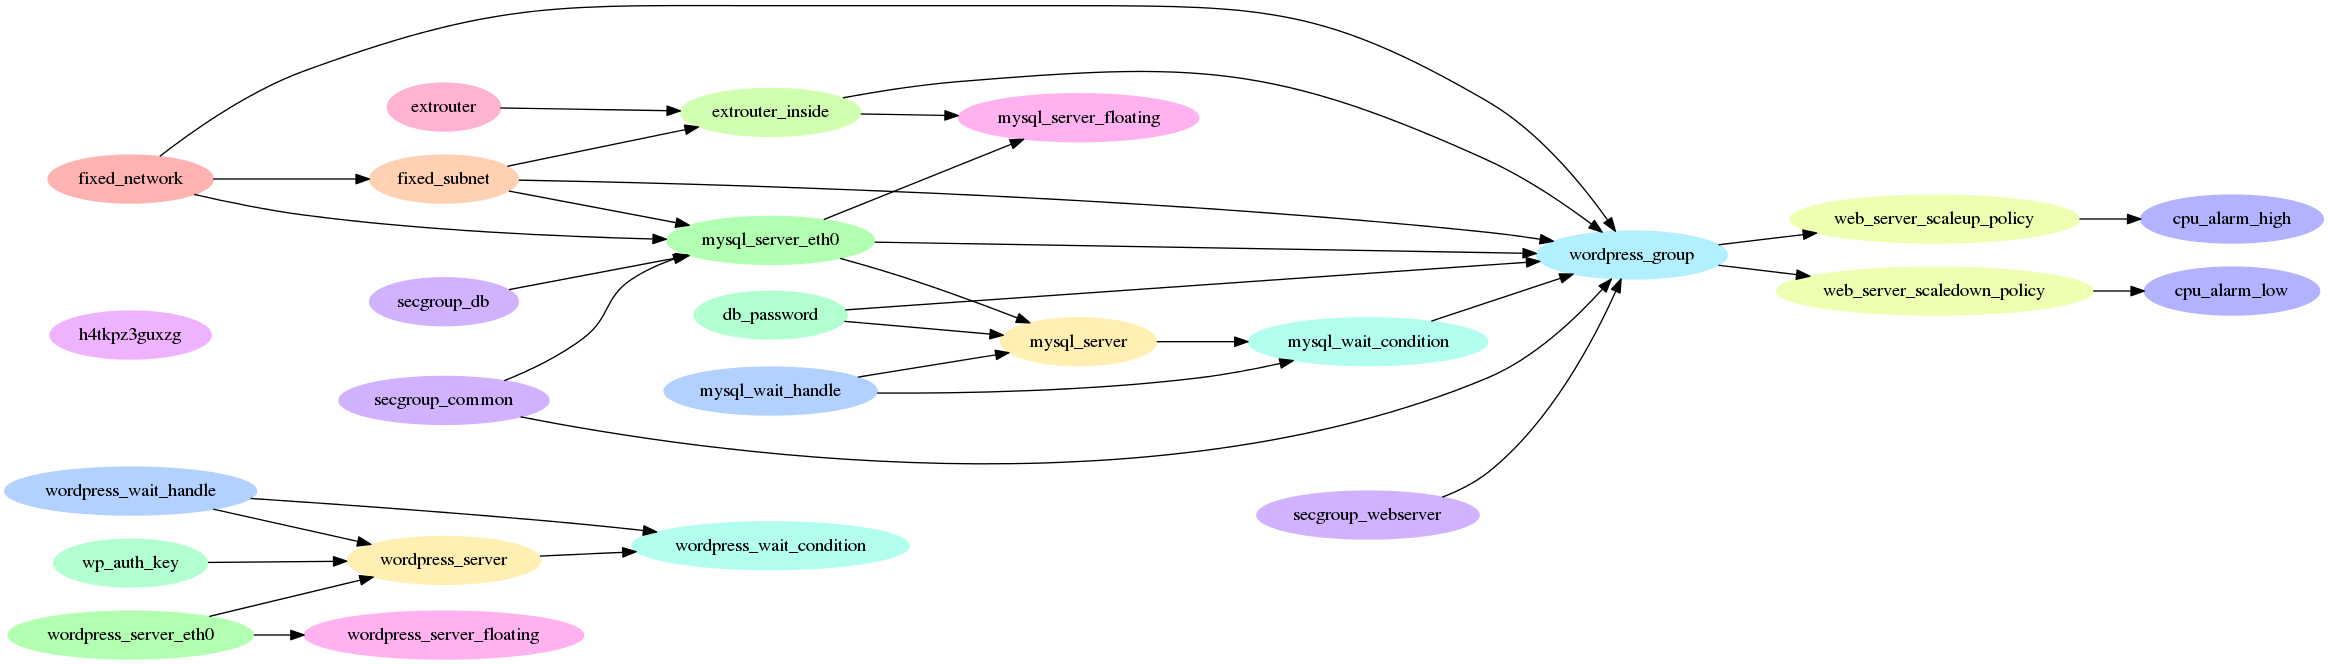 extrouter
extrouter_inside
mysql_server_floating
fixed_network
fixed_subnet
web_server_scaleup_policy
cpu_alarm_high
mysql_server_eth0
wordpress_group
secgroup_db
db_password
web_server_scaledown_policy
cpu_alarm_low
h4tkpz3guxzg
mysql_server
mysql_wait_condition
secgroup_common
mysql_wait_handle
wordpress_wait_handle
secgroup_webserver
wordpress_wait_condition
wp_auth_key
wordpress_server
wordpress_server_eth0
wordpress_server_floating